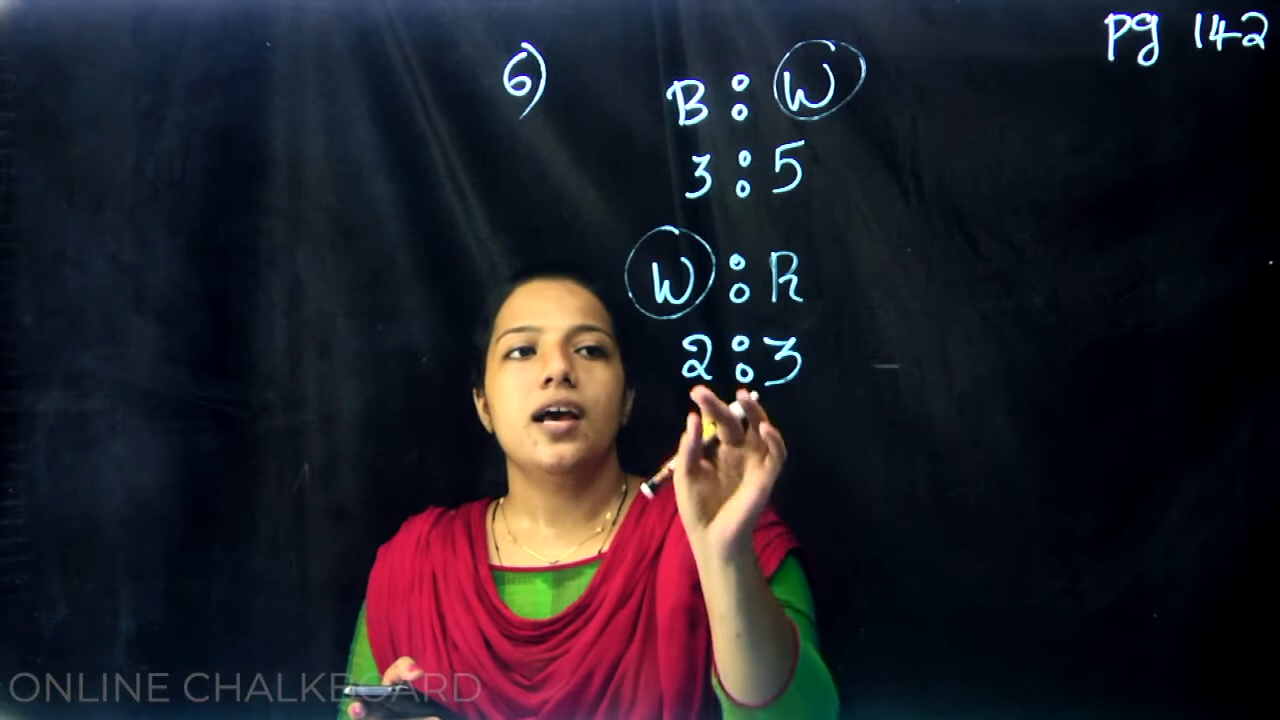 pg 142
6)
B : W
3 : 5
W : R
2 : 3
ONLINE CHALKBOARD